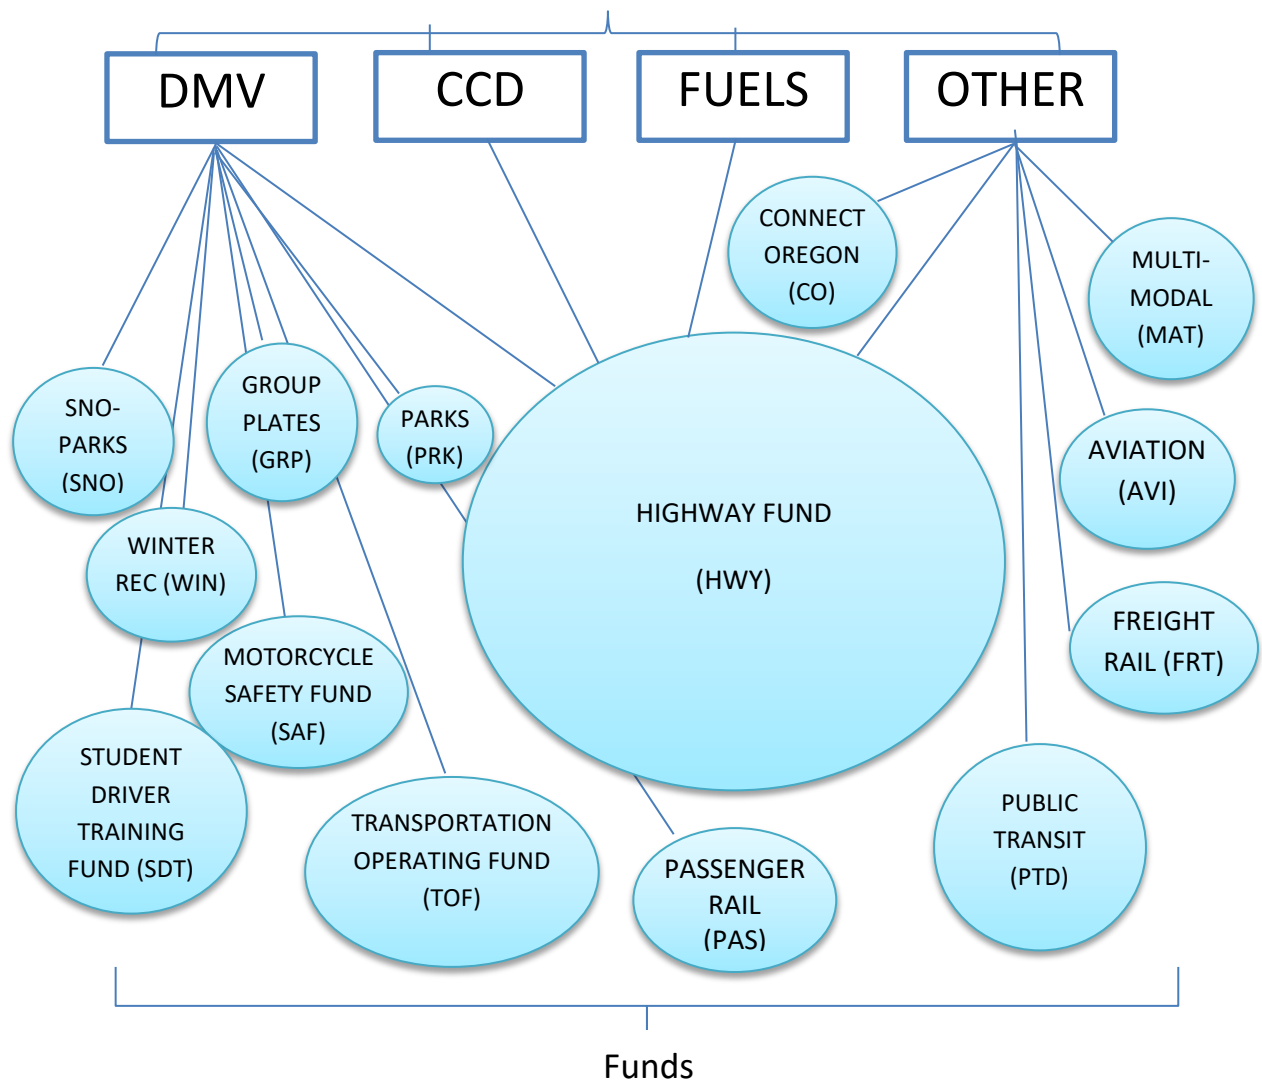 DMV
CCD
FUELS
OTHER
CONNECT
OREGON
(CO)
MULTI-
MODAL
(MAT)
SNO-
PARKS
(SNO)
GROUP
PLATES
(GRP)
PARKS
(PRK)
AVIATION
(AVI)
HIGHWAY FUND
(HWY)
WINTER
REC (WIN)
FREIGHT
RAIL (FRT)
MOTORCYCLE
SAFETY FUND
(SAF)
STUDENT
DRIVER
TRAINING
FUND (SDT)
TRANSPORTATION
OPERATING FUND
(TOF)
PASSENGER
RAIL
(PAS)
PUBLIC
TRANSIT
(PTD)
Funds